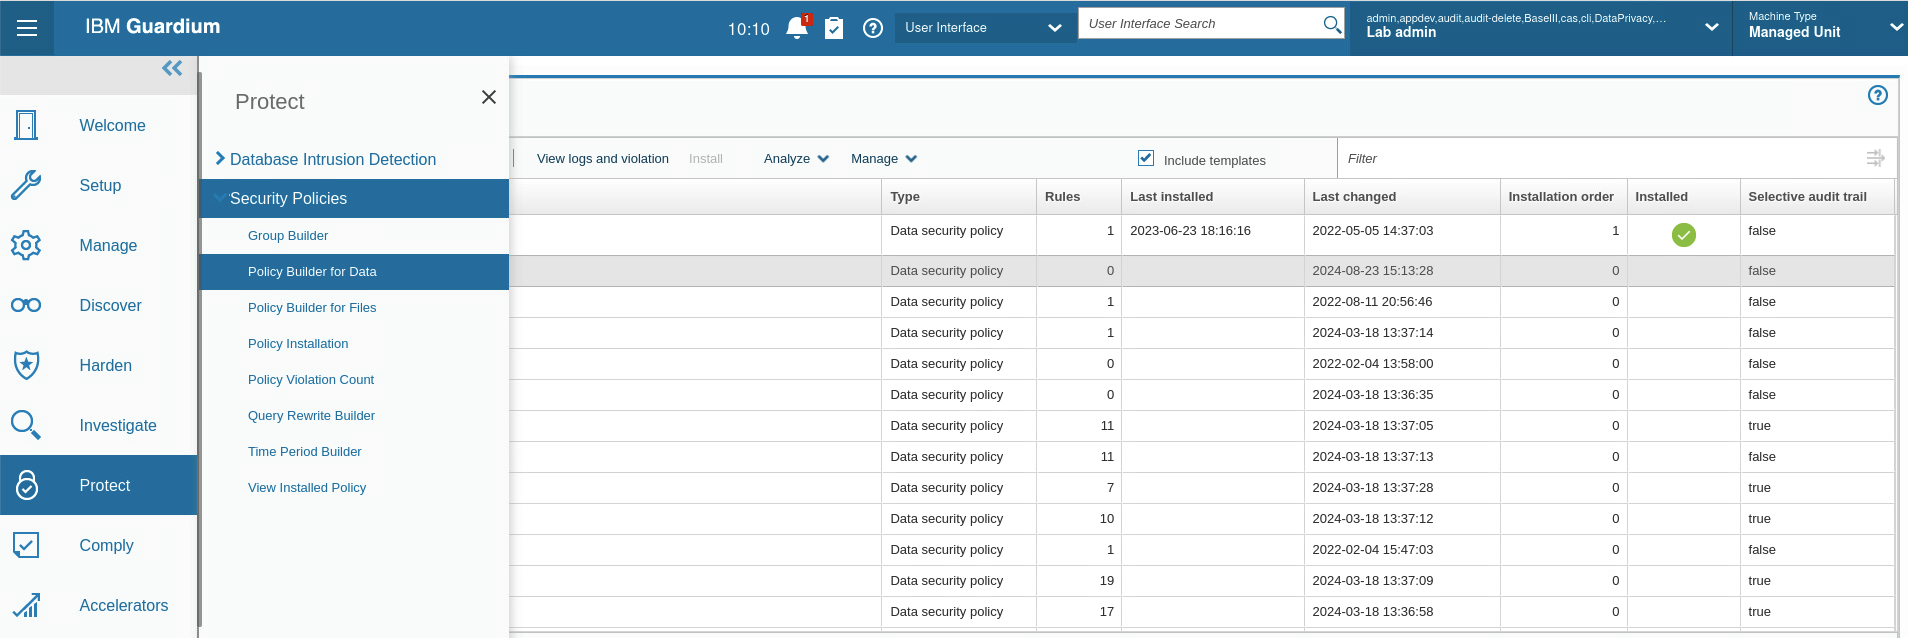 IBM Guardium
10:10
1
User Interface
User Interface Search
admin,appdev,audit,audit-delete,BaseIII,cas,cli,DataPrivacy,...
Lab admin
Machine Type
Managed Unit
Welcome
Setup
Manage
Discover
Harden
Investigate
Protect
Comply
Accelerators
Protect
Database Intrusion Detection
Security Policies
Group Builder
Policy Builder for Data
Policy Builder for Files
Policy Installation
Policy Violation Count
Query Rewrite Builder
Time Period Builder
View Installed Policy
View logs and violation Install Analyze Manage Include templates Filter
Type Rules Last installed Last changed Installation order Installed Selective audit trail
Data security policy 1 2023-06-23 18:16:16 2022-05-05 14:37:03 1 false
Data security policy 0 2024-08-23 15:13:28 0 false
Data security policy 1 2022-08-11 20:56:46 0 false
Data security policy 1 2024-03-18 13:37:14 0 false
Data security policy 0 2022-02-04 13:58:00 0 false
Data security policy 0 2024-03-18 13:36:35 0 false
Data security policy 11 2024-03-18 13:37:05 0 true
Data security policy 11 2024-03-18 13:37:13 0 false
Data security policy 7 2024-03-18 13:37:28 0 true
Data security policy 10 2024-03-18 13:37:12 0 true
Data security policy 1 2022-02-04 15:47:03 0 false
Data security policy 19 2024-03-18 13:37:09 0 true
Data security policy 17 2024-03-18 13:36:58 0 true